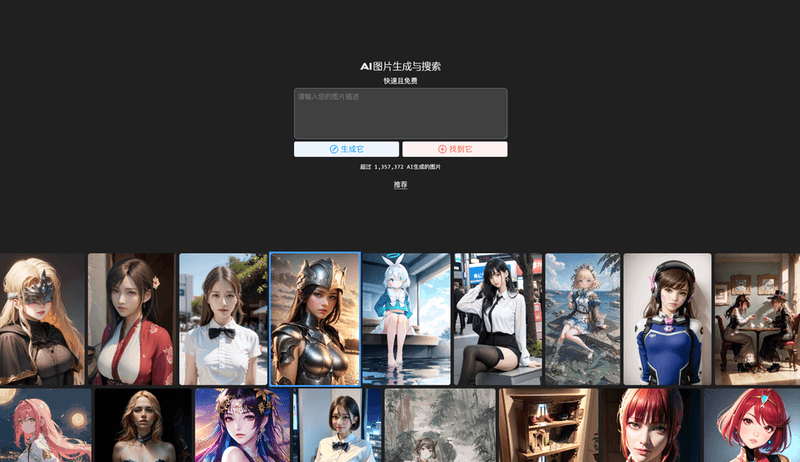 AI图片生成与搜索
快速且免费
请输入您的图片描述
生成它
找到它
超过 1,357,372 AI生成的图片
推荐